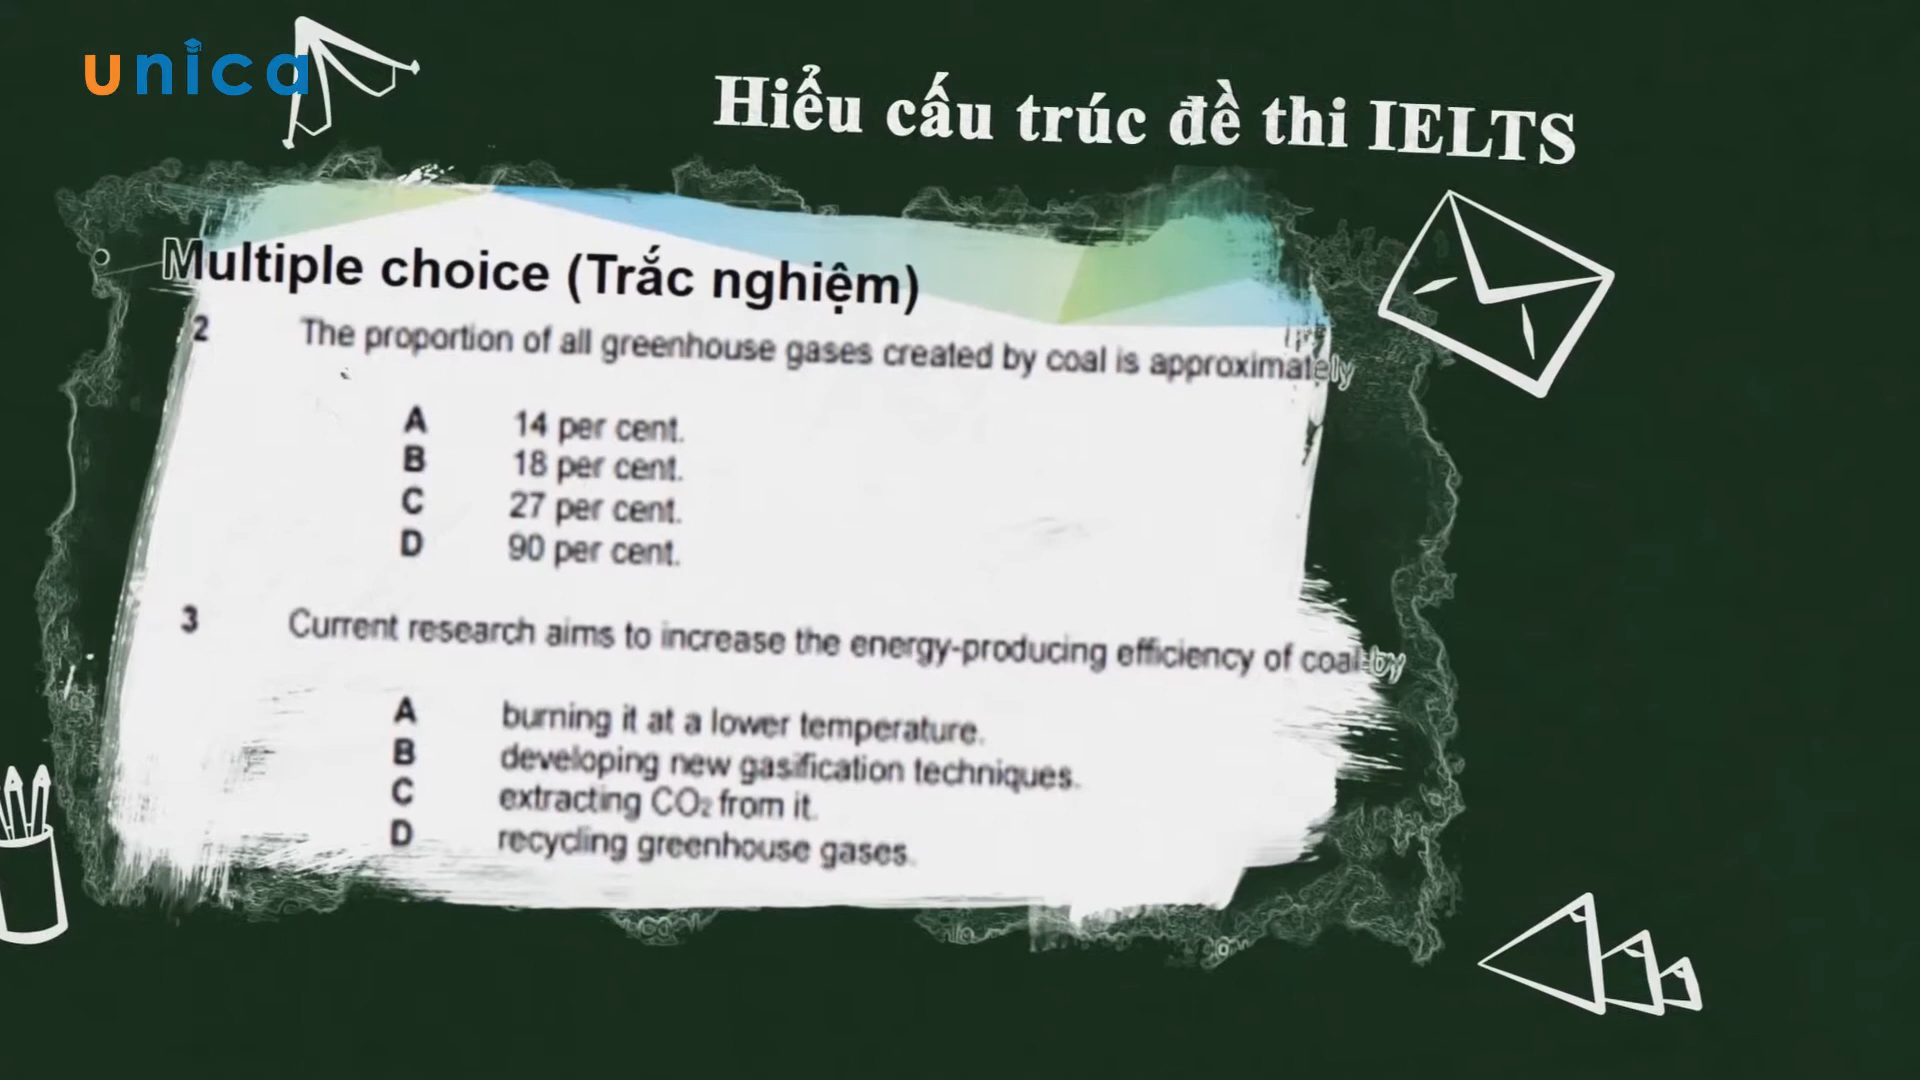 unica
Hiểu cấu trúc đề thi IELTS
Multiple choice (Trắc nghiệm)
2 The proportion of all greenhouse gases created by coal is approximately
A 14 per cent.
B 18 per cent.
C 27 per cent.
D 90 per cent.
3 Current research aims to increase the energy-producing efficiency of coal by
A burning it at a lower temperature.
B developing new gasification techniques.
C extracting CO₂ from it.
D recycling greenhouse gases.